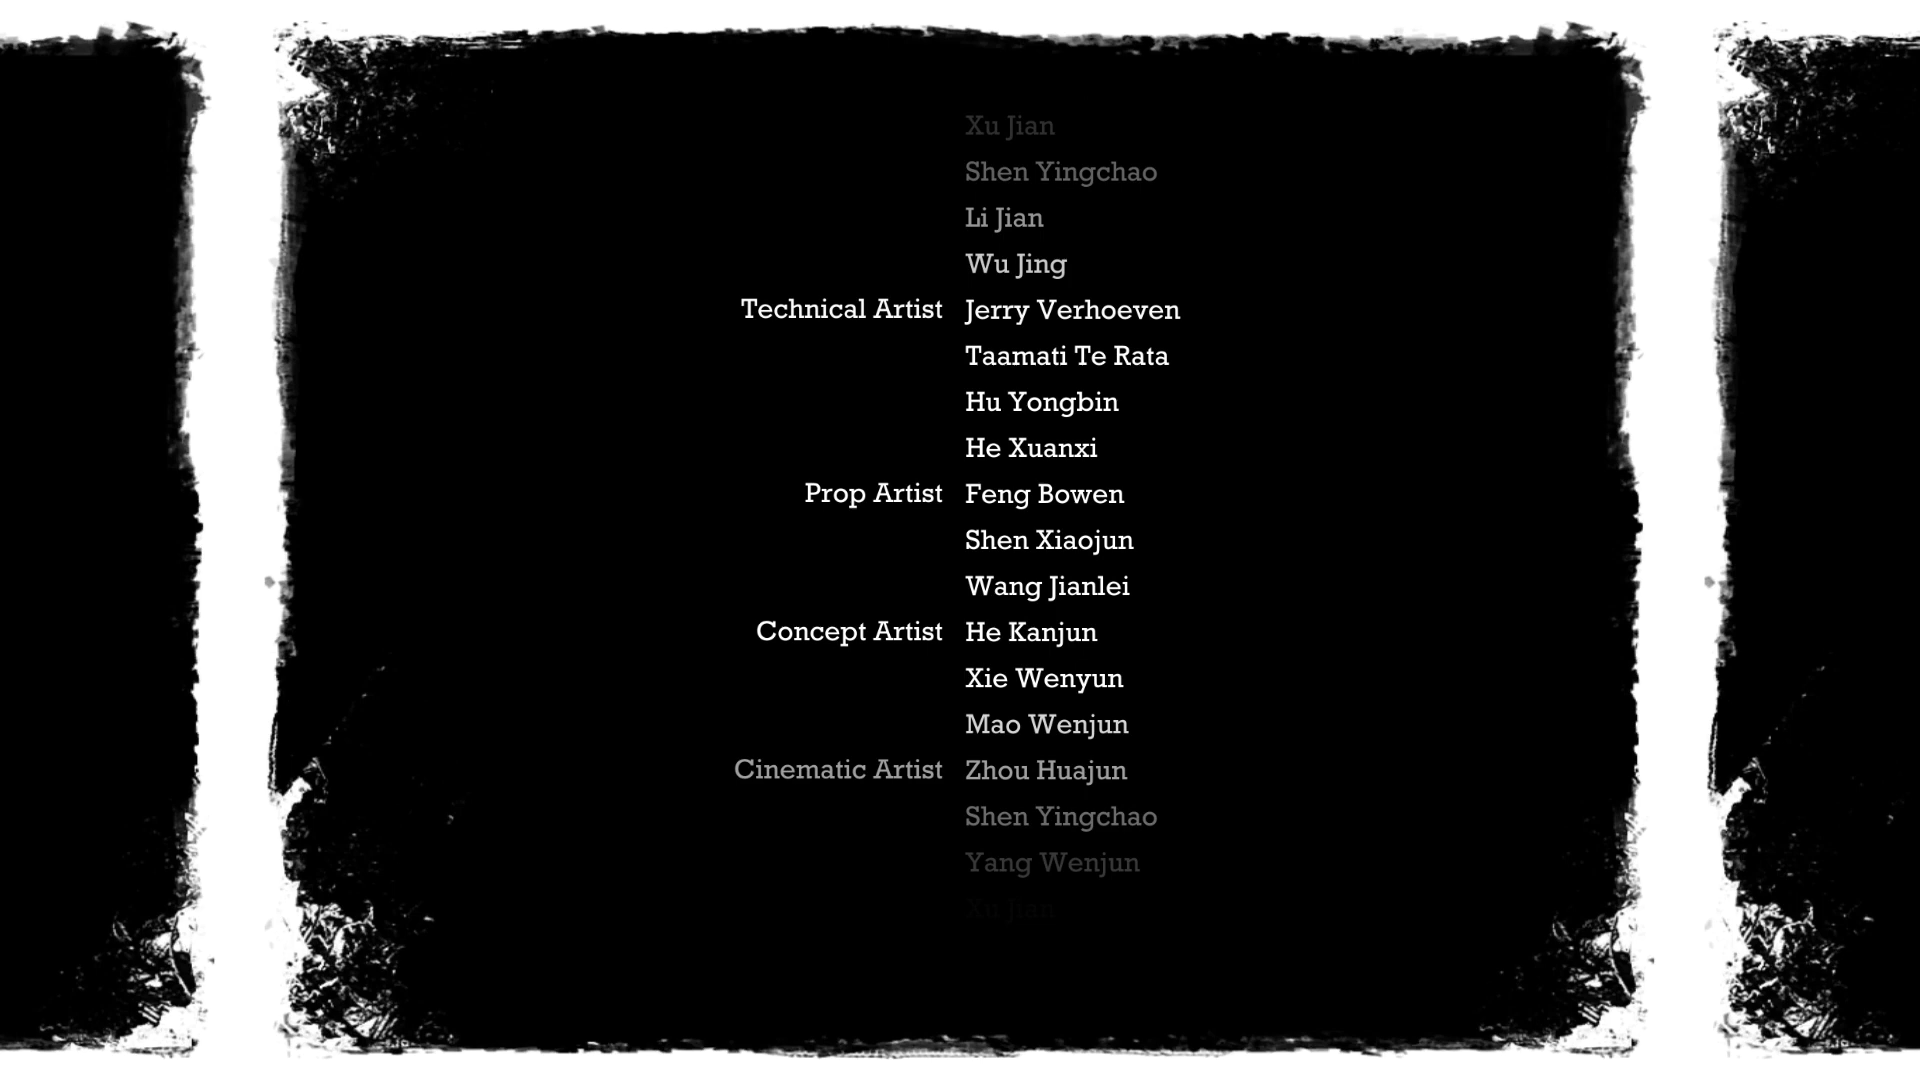 Xu Jian
Shen Yingchao
Li Jian
Wu Jing
Technical Artist Jerry Verhoeven
Taamati Te Rata
Hu Yongbin
He Xuanxi
Prop Artist Feng Bowen
Shen Xiaojun
Wang Jianlei
Concept Artist He Kanjun
Xie Wenyun
Mao Wenjun
Cinematic Artist Zhou Huajun
Shen Yingchao
Yang Wenjun
Xu Jian